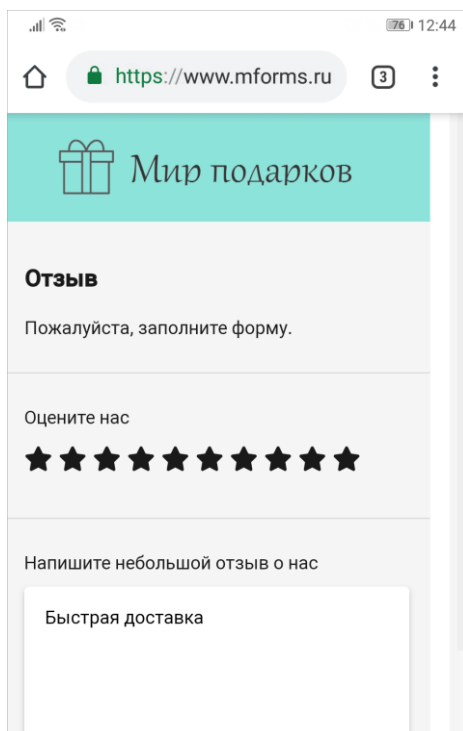 76 12:44
https://www.mforms.ru 3
Мир подарков
Отзыв
Пожалуйста, заполните форму.
Оцените нас
Напишите небольшой отзыв о нас
Быстрая доставка